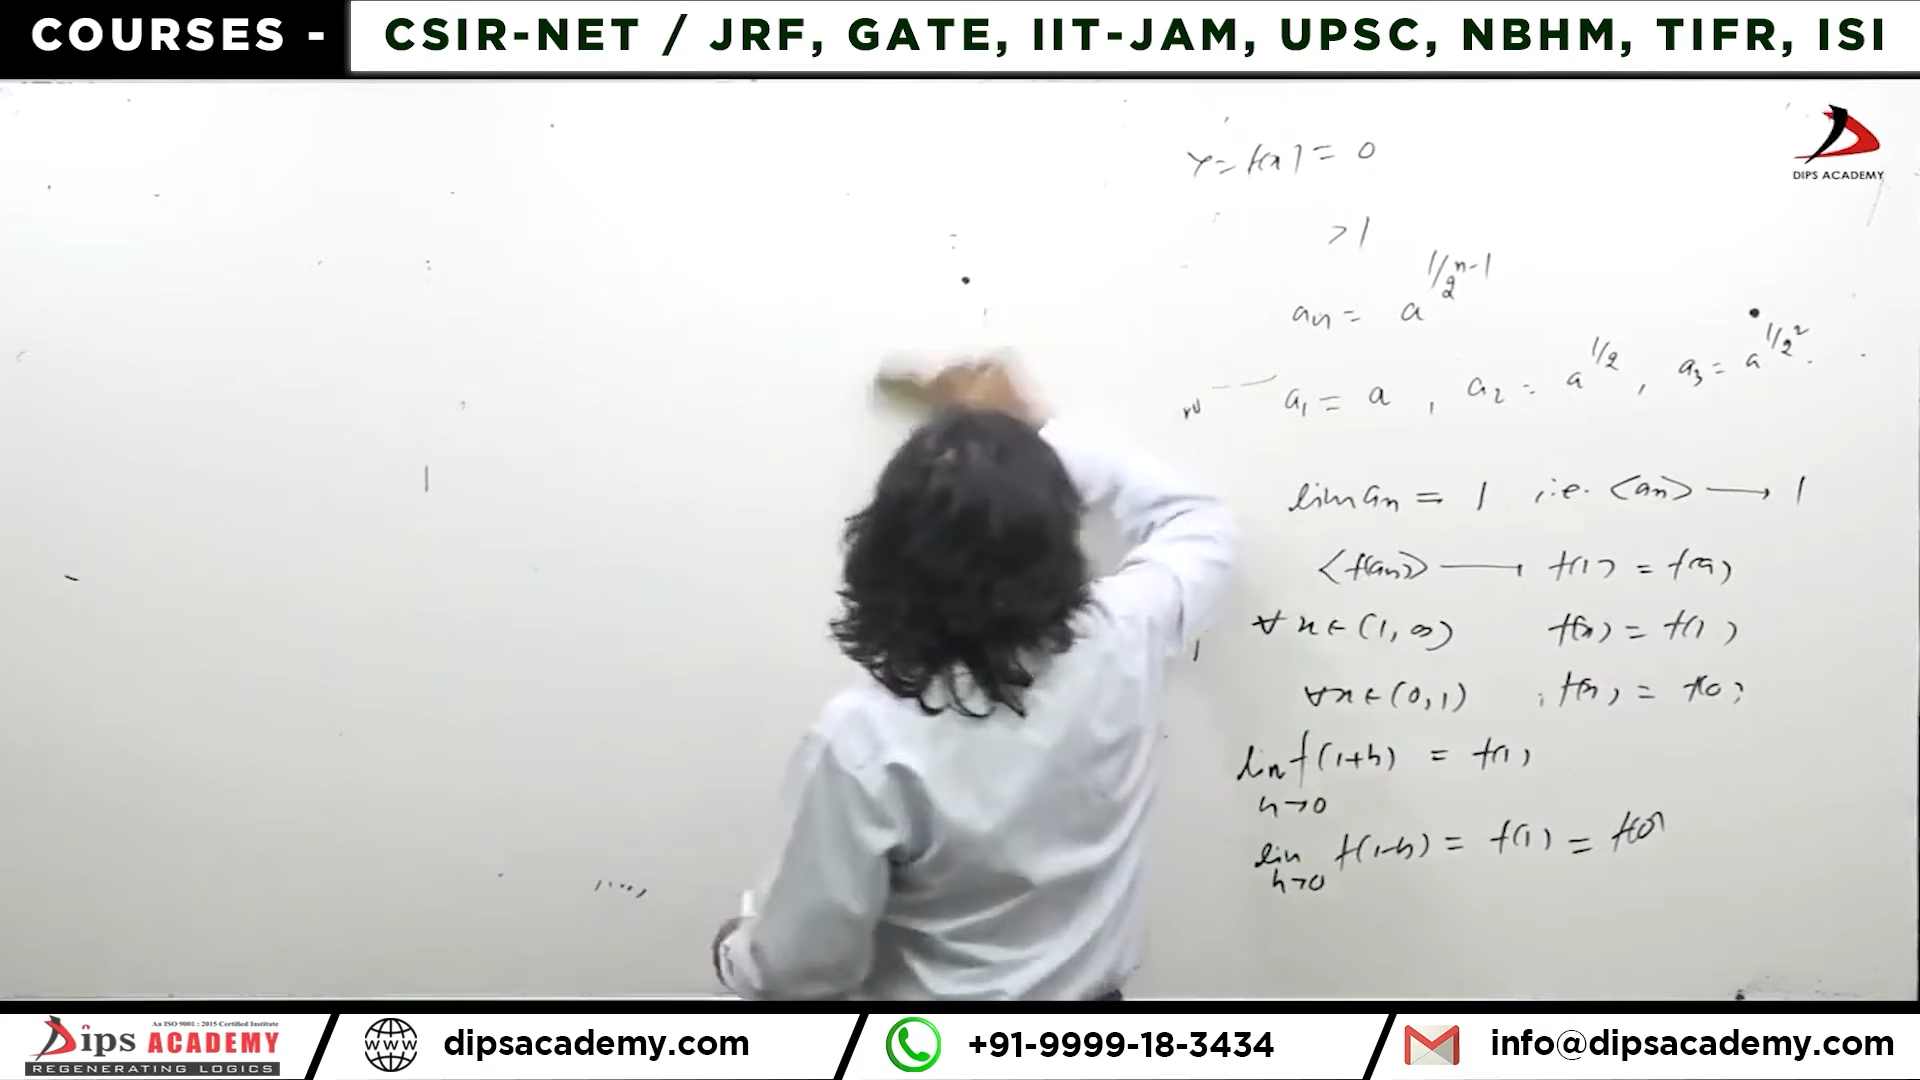 COURSES - CSIR-NET / JRF, GATE, IIT-JAM, UPSC, NBHM, TIFR, ISI
DIPS ACADEMY
Y = f(x) = 0
> 1
an = a^1/2^n-1
a1 = a , a2 = a^1/2 , a3 = a^1/2^2 . .
lim an = 1 i.e. <an> → 1
<f(an)> → f(1) = f(a)
∀ x ∈ (1, ∞) f(x) = f(1)
∀ x ∈ (0, 1) , f(x) = f(0)
lim f(1+h) = f(1)
h→0
lim f(1-h) = f(1) = f(0)
h→0
An ISO 9001 : 2015 Certified Institute
Dips ACADEMY
REGENERATING LOGICS
WWW dipsacademy.com
+91-9999-18-3434
info@dipsacademy.com